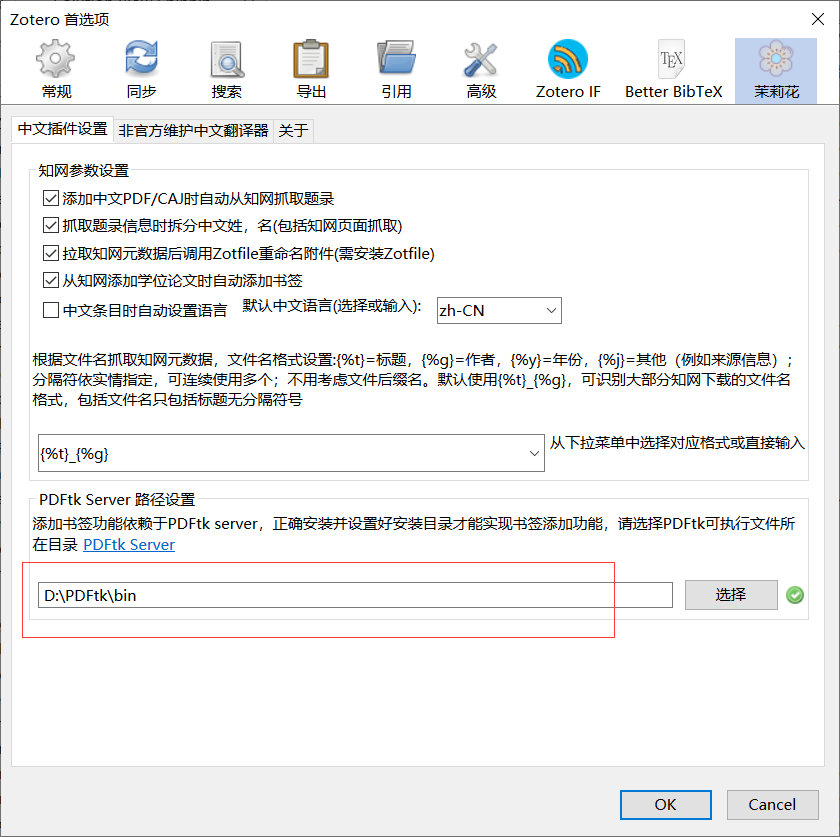 Zotero 首选项
常规 同步 搜索 导出 引用 高级 Zotero IF Better BibTeX 茉莉花
中文插件设置 非官方维护中文翻译器 关于
知网参数设置
添加中文PDF/CAJ时自动从知网抓取题录
抓取题录信息时拆分中文姓，名(包括知网页面抓取)
拉取知网元数据后调用Zotfile重命名附件(需安装Zotfile)
从知网添加学位论文时自动添加书签
中文条目时自动设置语言 默认中文语言(选择或输入): zh-CN
根据文件名抓取知网元数据，文件名格式设置:{%t}=标题，{%g}=作者，{%y}=年份，{%j}=其他（例如来源信息）;
分隔符依实情指定，可连续使用多个；不用考虑文件后缀名。默认使用{%t}_{%g}，可识别大部分知网下载的文件名
格式，包括文件名只包括标题无分隔符号
{%t}_{%g} 从下拉菜单中选择对应格式或直接输入
PDFtk Server 路径设置
添加书签功能依赖于PDFtk server，正确安装并设置好安装目录才能实现书签添加功能，请选择PDFtk可执行文件所
在目录 PDFtk Server
D:\PDFtk\bin 选择
OK Cancel